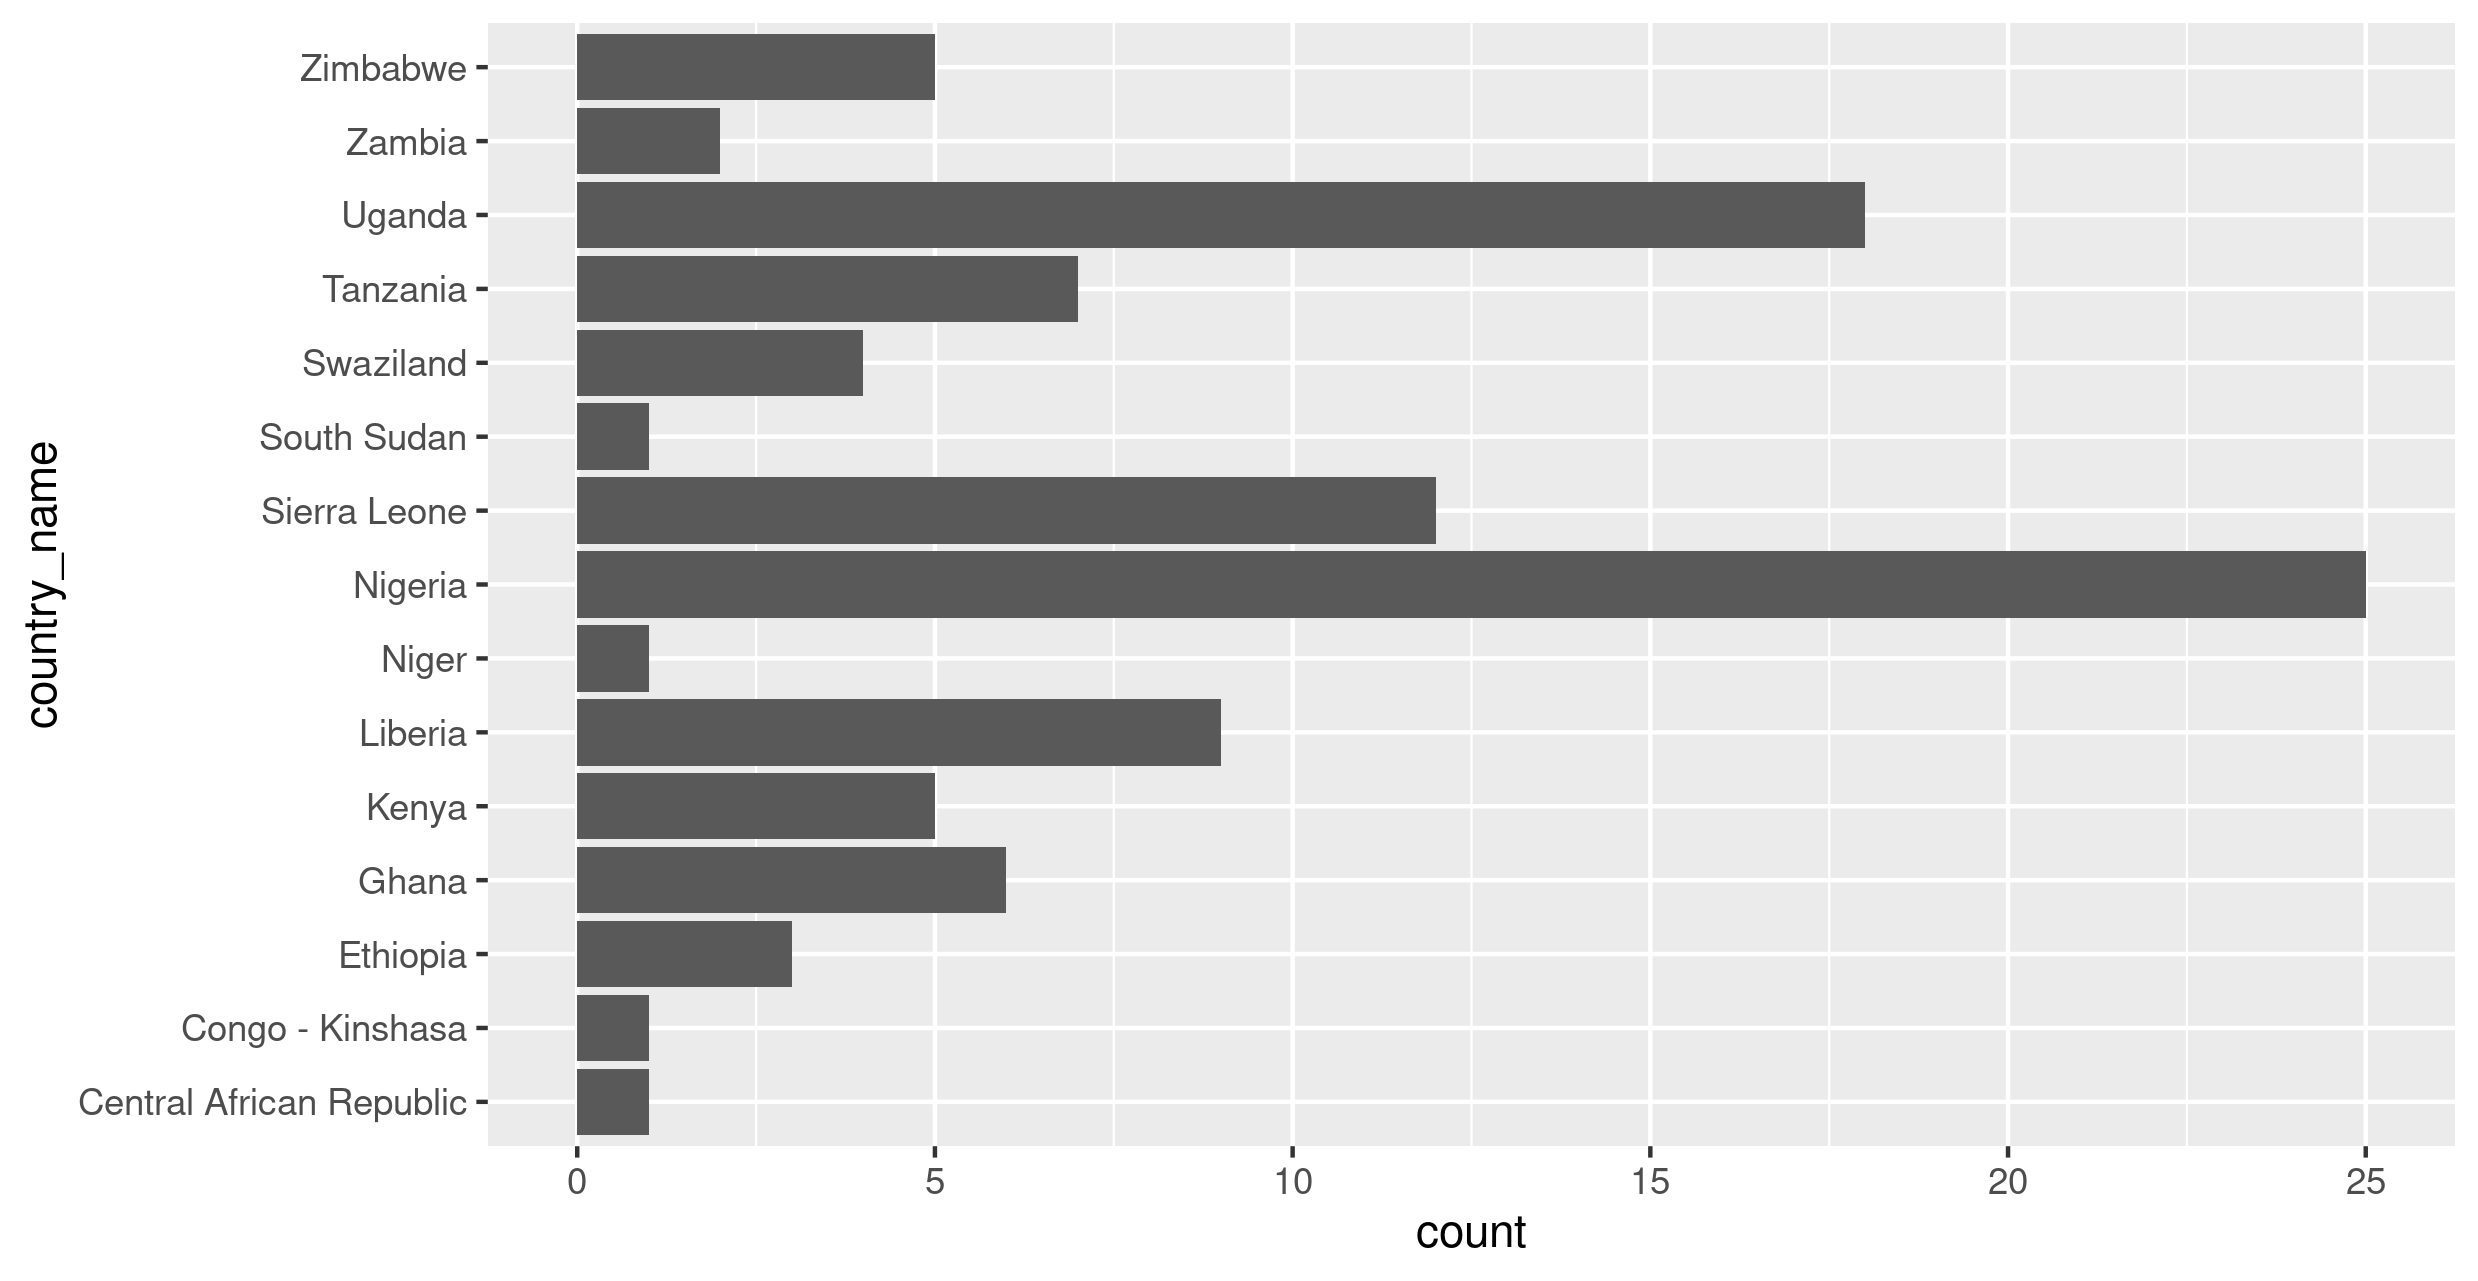 country_name
Zimbabwe
Zambia
Uganda
Tanzania
Swaziland
South Sudan
Sierra Leone
Nigeria
Niger
Liberia
Kenya
Ghana
Ethiopia
Congo - Kinshasa
Central African Republic
0 5 10 15 20 25
count